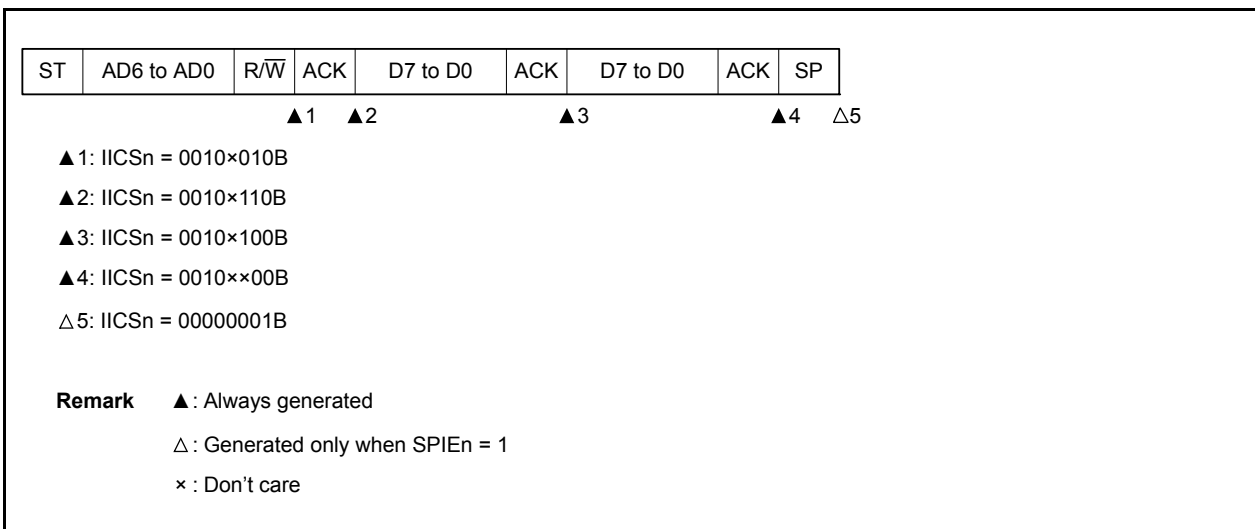 ST AD6 to AD0 R/W̅ ACK D7 to D0 ACK D7 to D0 ACK SP
▲1 ▲2 ▲3 ▲4 △5
▲1: IICSn = 0010×010B
▲2: IICSn = 0010×110B
▲3: IICSn = 0010×100B
▲4: IICSn = 0010××00B
△5: IICSn = 00000001B
Remark ▲: Always generated
△: Generated only when SPIEn = 1
×: Don’t care